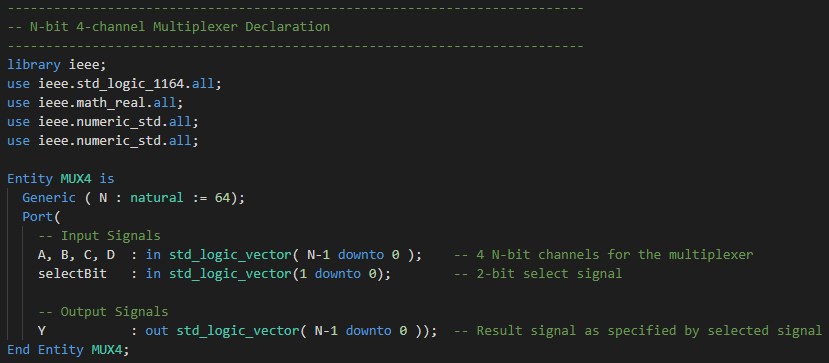 ---------------------------------------------------------------------------
-- N-bit 4-channel Multiplexer Declaration
---------------------------------------------------------------------------
library ieee;
use ieee.std_logic_1164.all;
use ieee.math_real.all;
use ieee.numeric_std.all;
use ieee.numeric_std.all;

Entity MUX4 is
  Generic ( N : natural := 64);
  Port(
    -- Input Signals
    A, B, C, D  : in std_logic_vector( N-1 downto 0 );    -- 4 N-bit channels for the multiplexer
    selectBit   : in std_logic_vector(1 downto 0);        -- 2-bit select signal

    -- Output Signals
    Y           : out std_logic_vector( N-1 downto 0 ));  -- Result signal as specified by selected signal
End Entity MUX4;